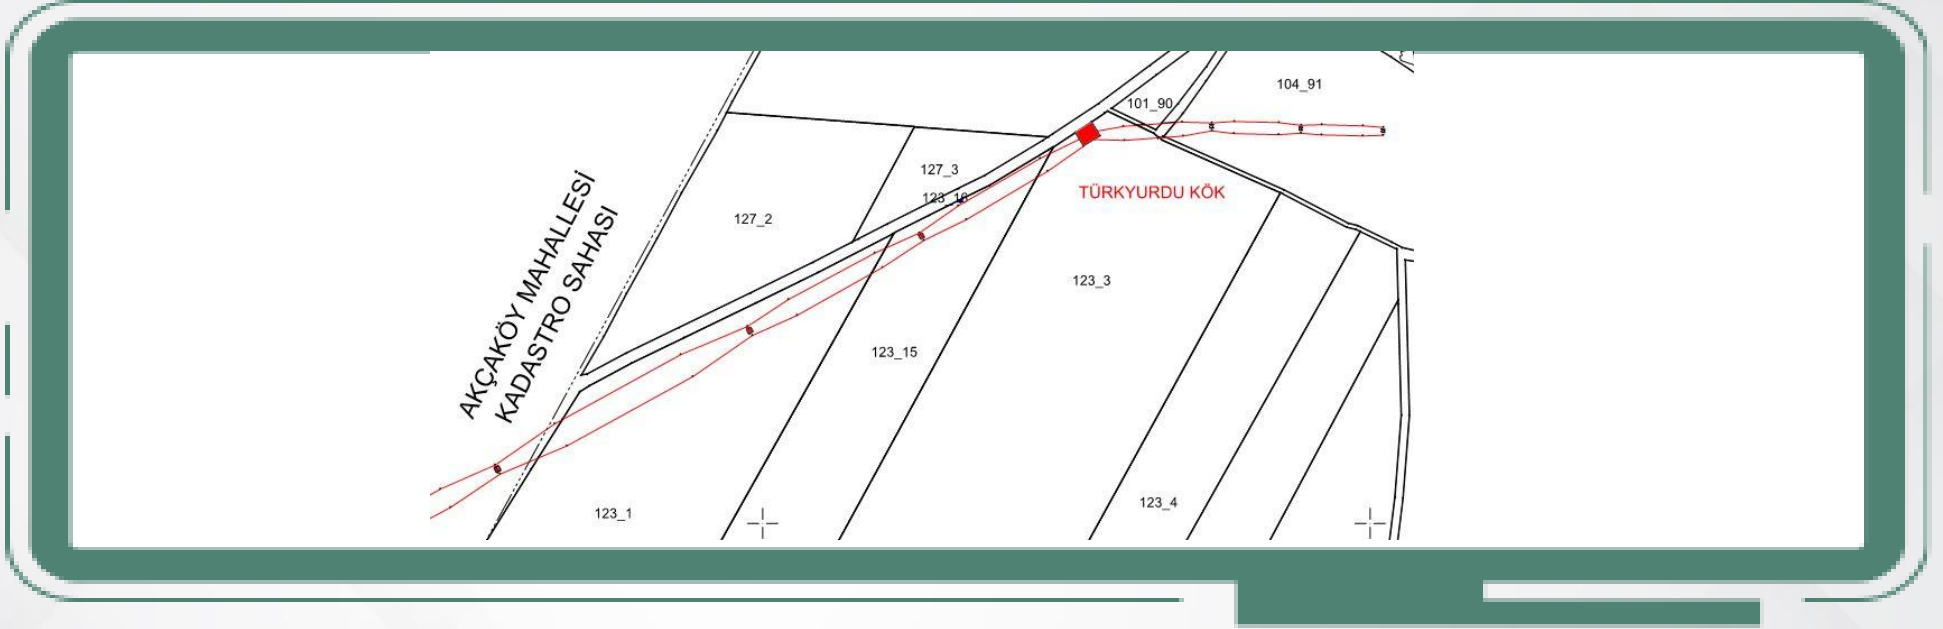 104_91
101_90
127_3
TÜRKYURDU KÖK
127_2
AKÇAKÖY MAHALLESİ
KADASTRO SAHASI
123_3
123_15
123_4
123_1